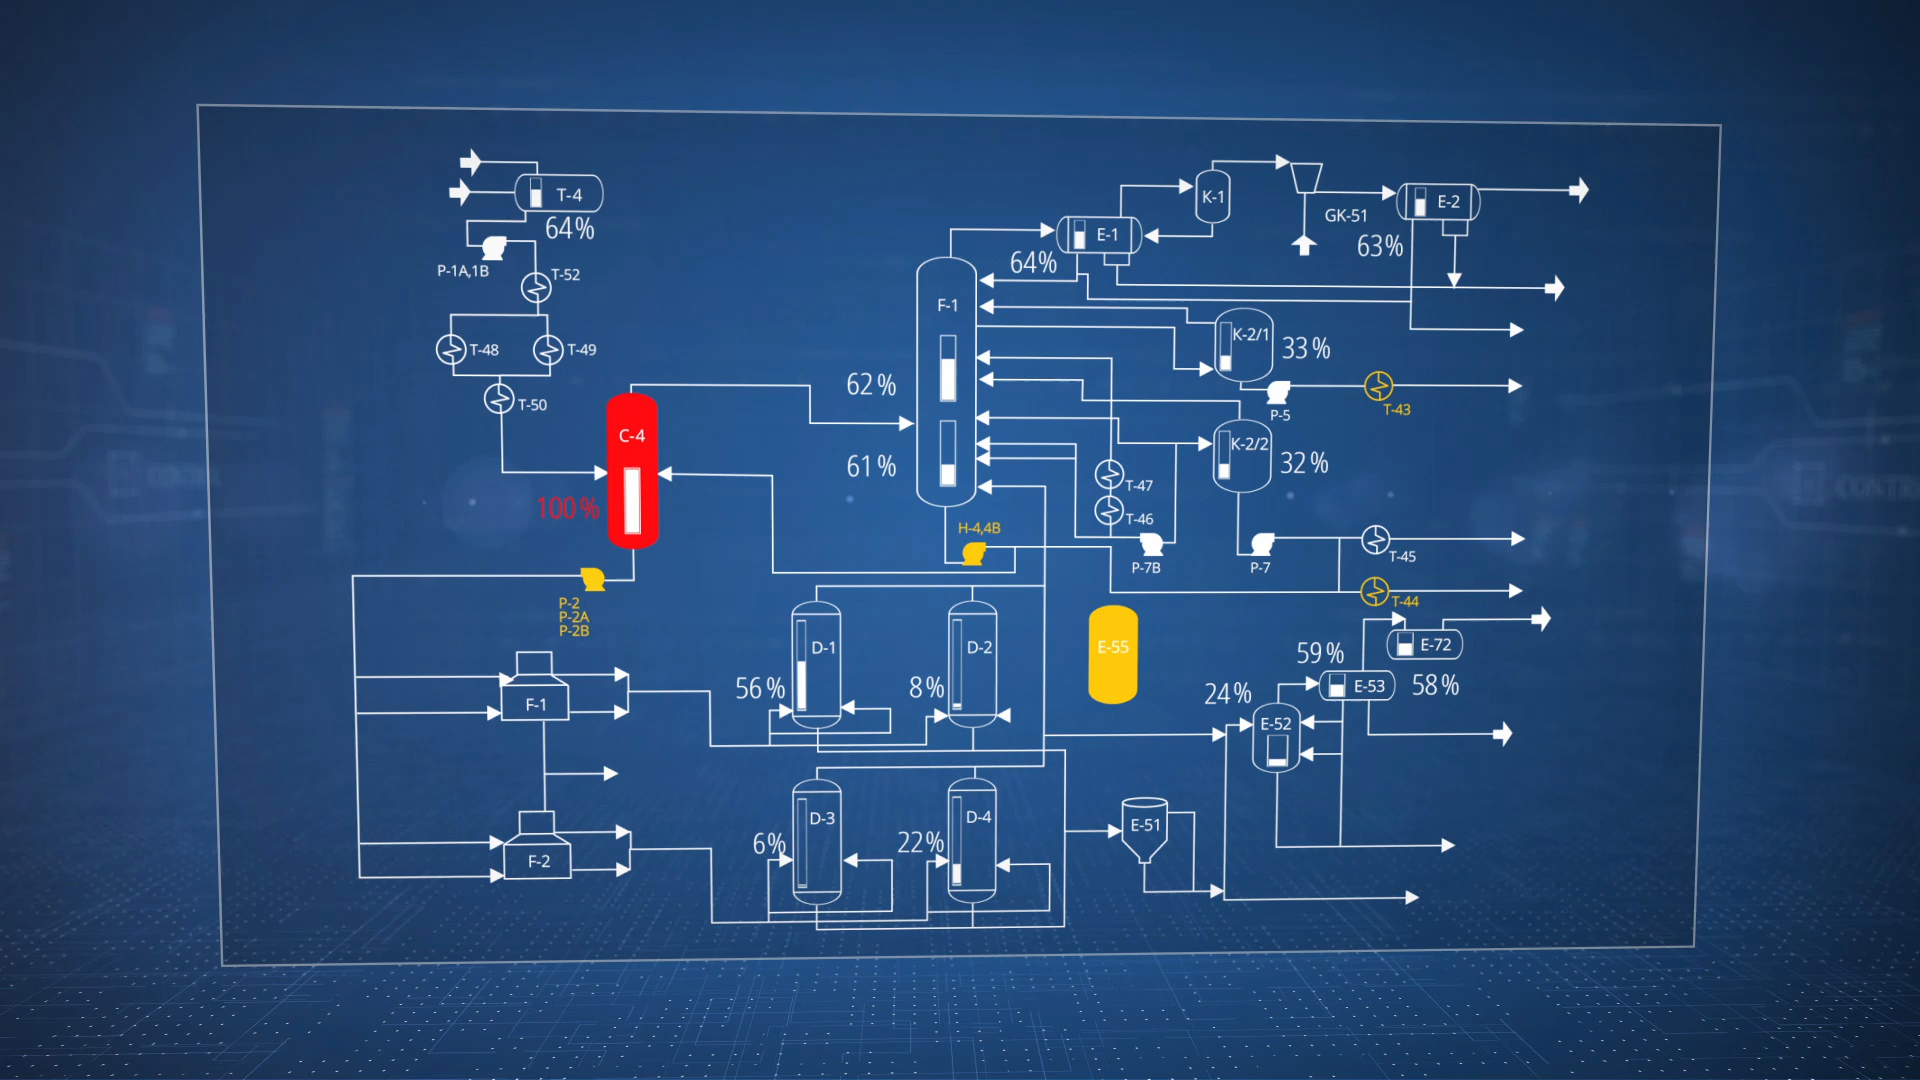 T-4
64%
P-1A,1B
T-52
T-48
T-49
T-50
C-4
100%
P-2
P-2A
P-2B
F-1
F-2
F-1
62%
61%
H-4,4B
E-1
64%
K-1
GK-51
E-2
63%
K-2/1
33%
P-5
T-43
K-2/2
32%
T-47
T-46
P-7B
P-7
T-45
T-44
D-1
56%
D-2
8%
D-3
6%
D-4
22%
E-55
E-51
24%
E-52
59%
E-53
58%
E-72